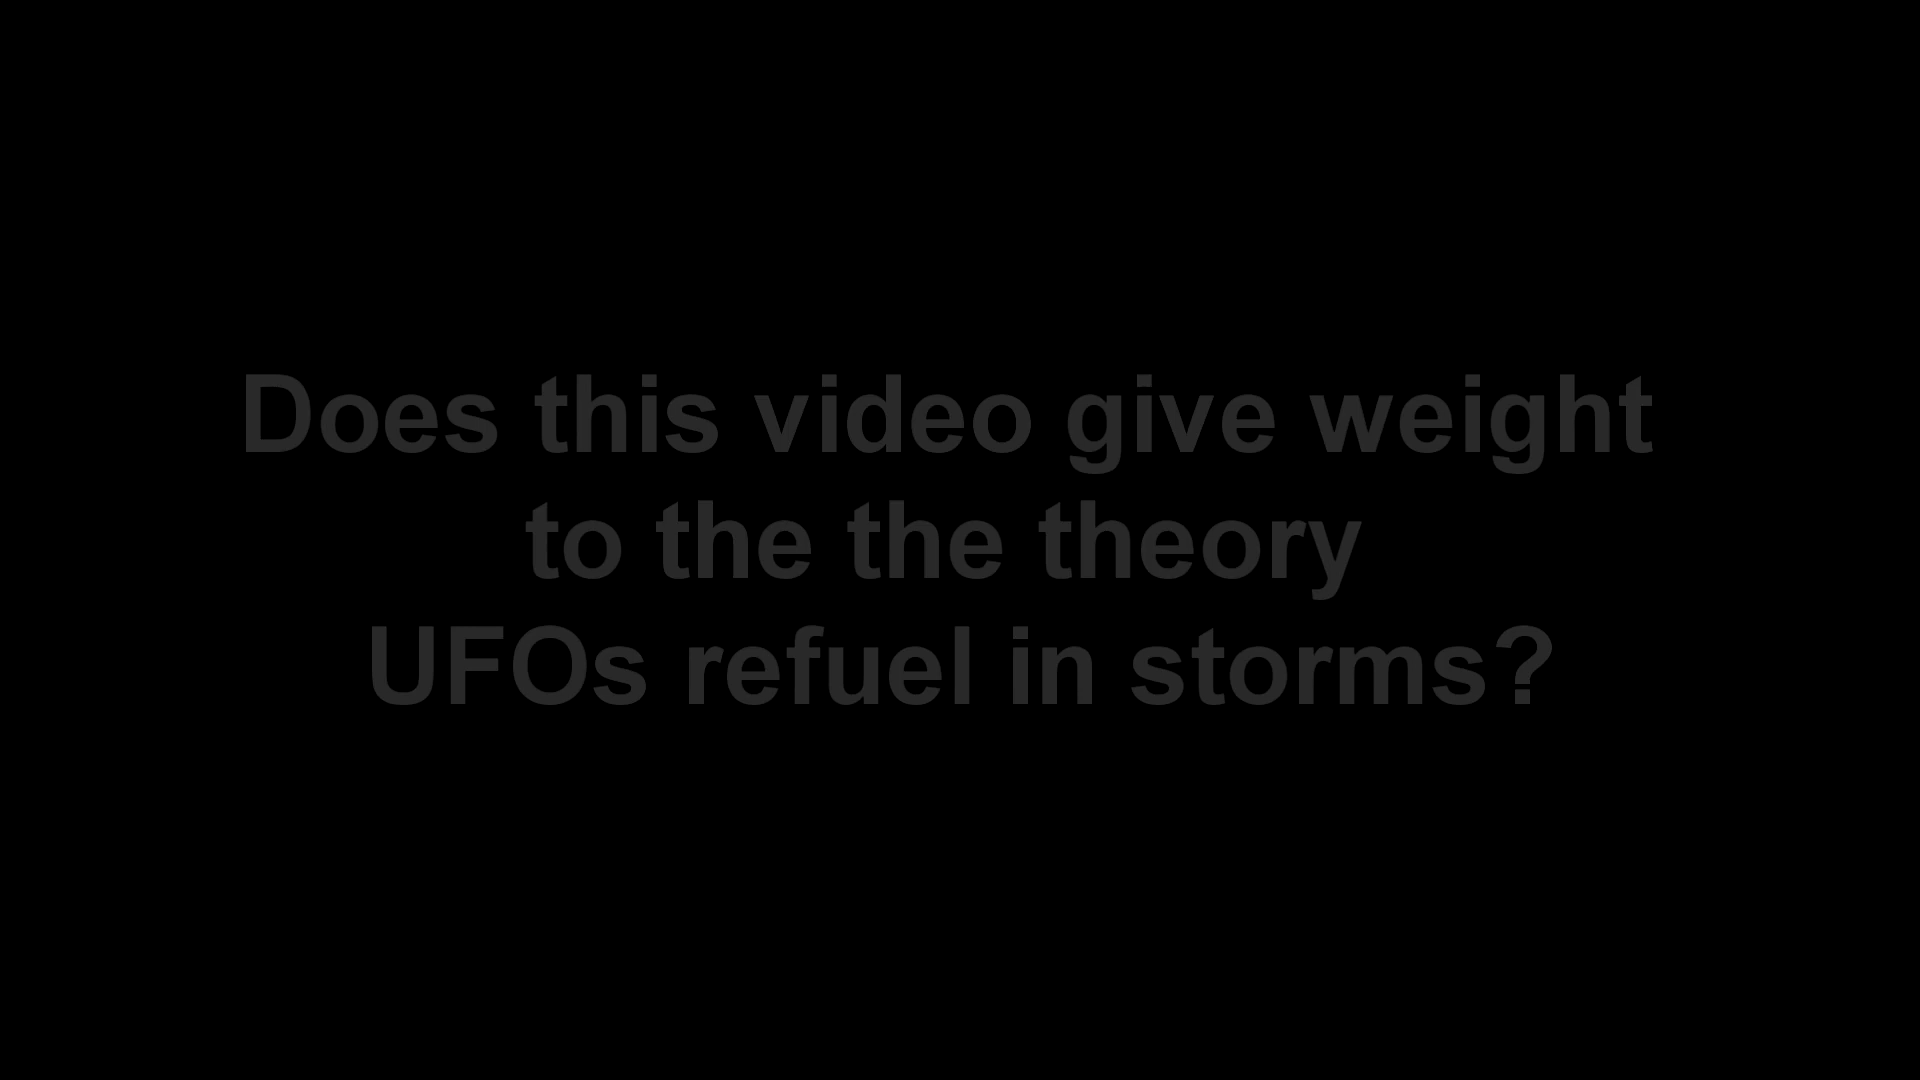 Does this video give weight
to the the theory
UFOs refuel in storms?